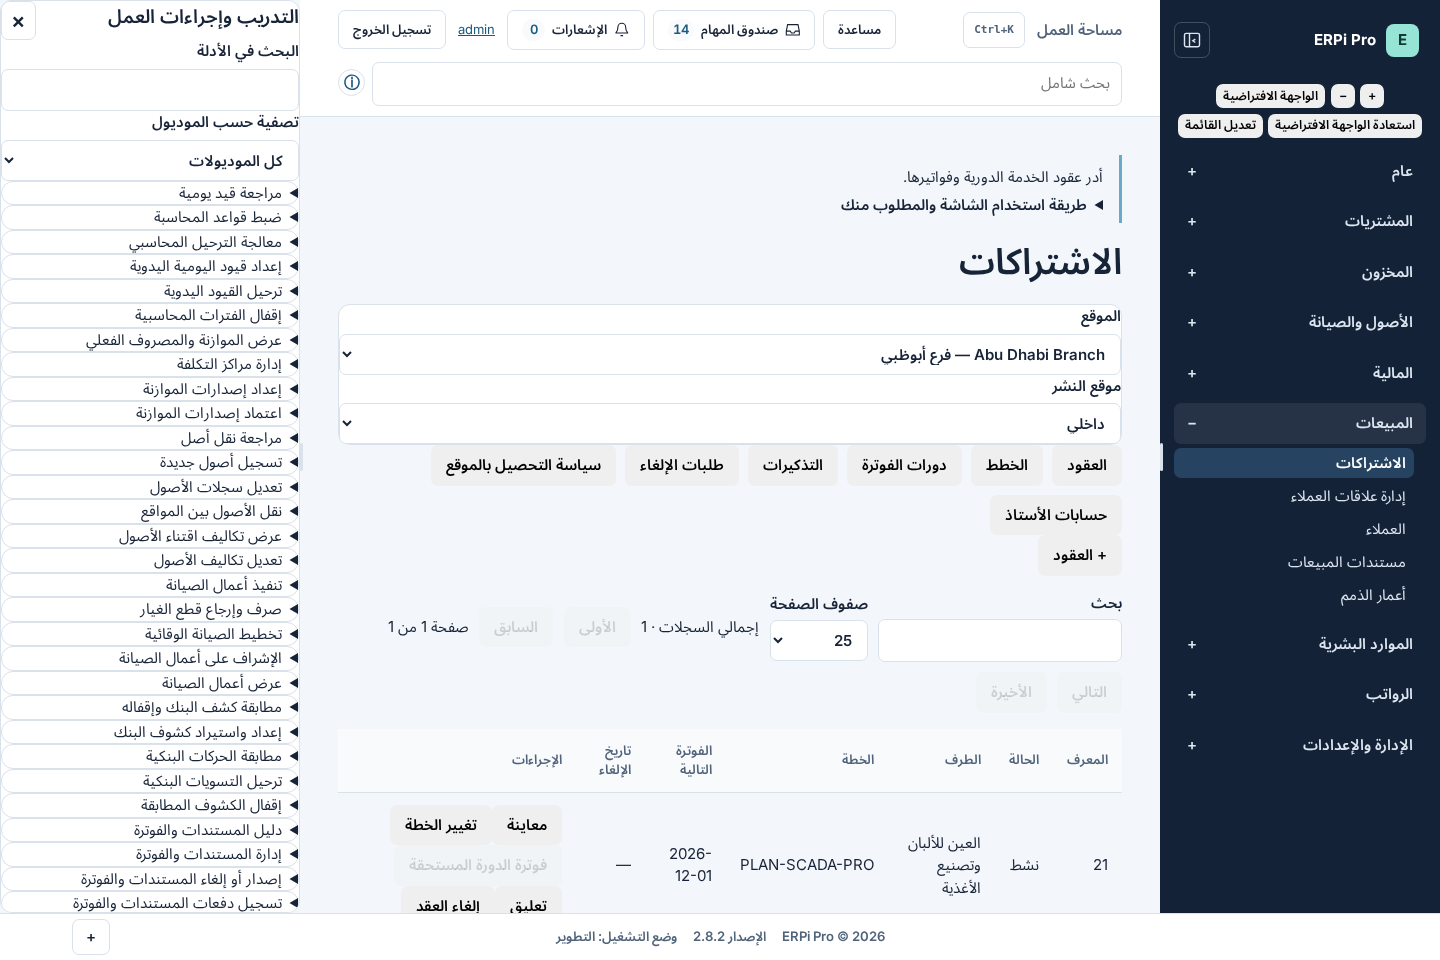 E ERPi Pro
+ − الواجهة الافتراضية
استعادة الواجهة الافتراضية تعديل القائمة
عام +
المشتريات +
المخزون +
الأصول والصيانة +
المالية +
المبيعات −
الاشتراكات
إدارة علاقات العملاء
العملاء
مستندات المبيعات
أعمار الذمم
الموارد البشرية +
الرواتب +
الإدارة والإعدادات +
مساحة العمل Ctrl+K مساعدة صندوق المهام 14 الإشعارات 0 admin تسجيل الخروج
بحث شامل
أدر عقود الخدمة الدورية وفواتيرها.
طريقة استخدام الشاشة والمطلوب منك
الاشتراكات
الموقع
Abu Dhabi Branch — فرع أبوظبي
موقع النشر
داخلي
العقود الخطط دورات الفوترة التذكيرات طلبات الإلغاء سياسة التحصيل بالموقع
حسابات الأستاذ
+ العقود
بحث
صفوف الصفحة
25
إجمالي السجلات · 1 الأولى السابق صفحة 1 من 1
التالي الأخيرة
المعرف الحالة الطرف الخطة الفوترة التالية تاريخ الإلغاء الإجراءات
21 نشط العين للألبان وتصنيع الأغذية PLAN-SCADA-PRO 2026-12-01 —
معاينة تغيير الخطة
فوترة الدورة المستحقة
تعليق إلغاء العقد
التدريب وإجراءات العمل ×
البحث في الأدلة
تصفية حسب الموديول
كل الموديولات
مراجعة قيد يومية
ضبط قواعد المحاسبة
معالجة الترحيل المحاسبي
إعداد قيود اليومية اليدوية
ترحيل القيود اليدوية
إقفال الفترات المحاسبية
عرض الموازنة والمصروف الفعلي
إدارة مراكز التكلفة
إعداد إصدارات الموازنة
اعتماد إصدارات الموازنة
مراجعة نقل أصل
تسجيل أصول جديدة
تعديل سجلات الأصول
نقل الأصول بين المواقع
عرض تكاليف اقتناء الأصول
تعديل تكاليف الأصول
تنفيذ أعمال الصيانة
صرف وإرجاع قطع الغيار
تخطيط الصيانة الوقائية
الإشراف على أعمال الصيانة
عرض أعمال الصيانة
مطابقة كشف البنك وإقفاله
إعداد واستيراد كشوف البنك
مطابقة الحركات البنكية
ترحيل التسويات البنكية
إقفال الكشوف المطابقة
دليل المستندات والفوترة
إدارة المستندات والفوترة
إصدار أو إلغاء المستندات والفوترة
تسجيل دفعات المستندات والفوترة
ERPi Pro © 2026 الإصدار 2.8.2 وضع التشغيل: التطوير
+